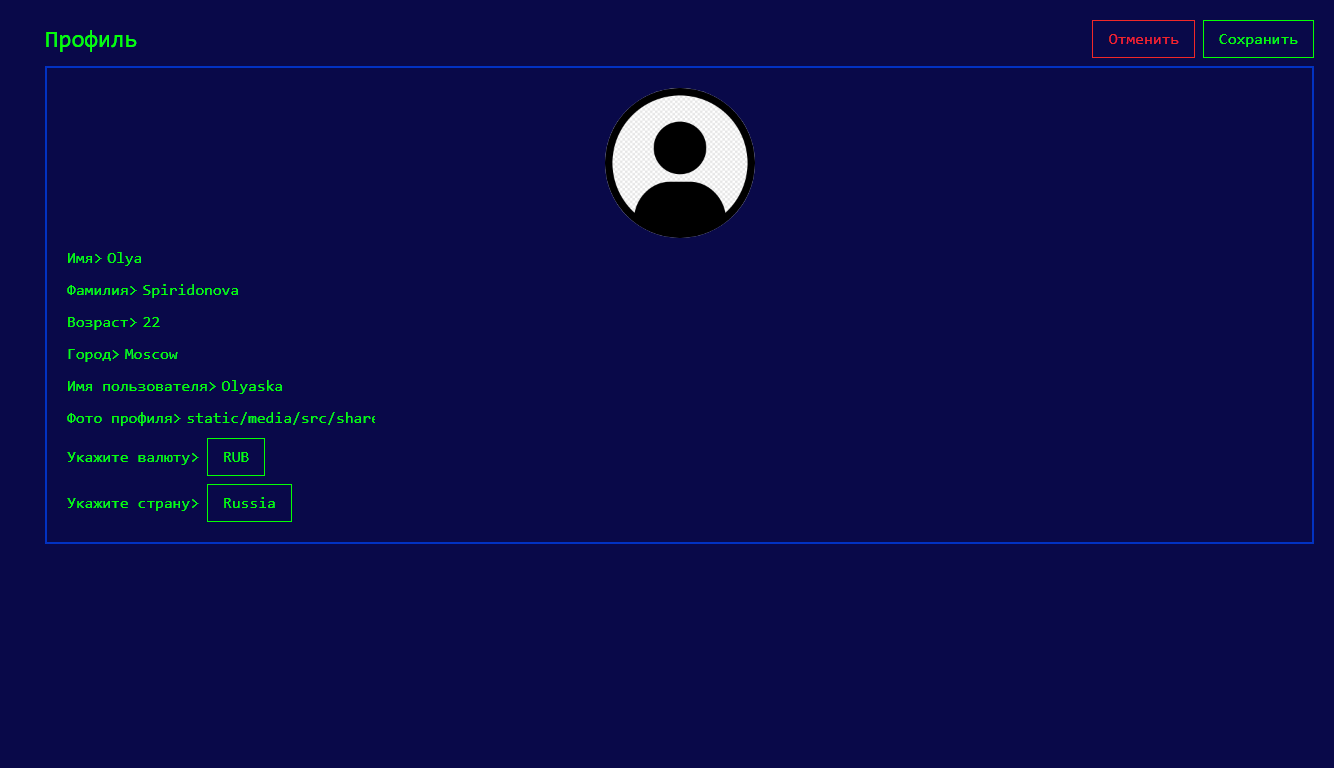 Профиль
Отменить
Сохранить
Имя> Olya
Фамилия> Spiridonova
Возраст> 22
Город> Moscow
Имя пользователя> Olyaska
Фото профиля> static/media/src/share
Укажите валюту> RUB
Укажите страну> Russia